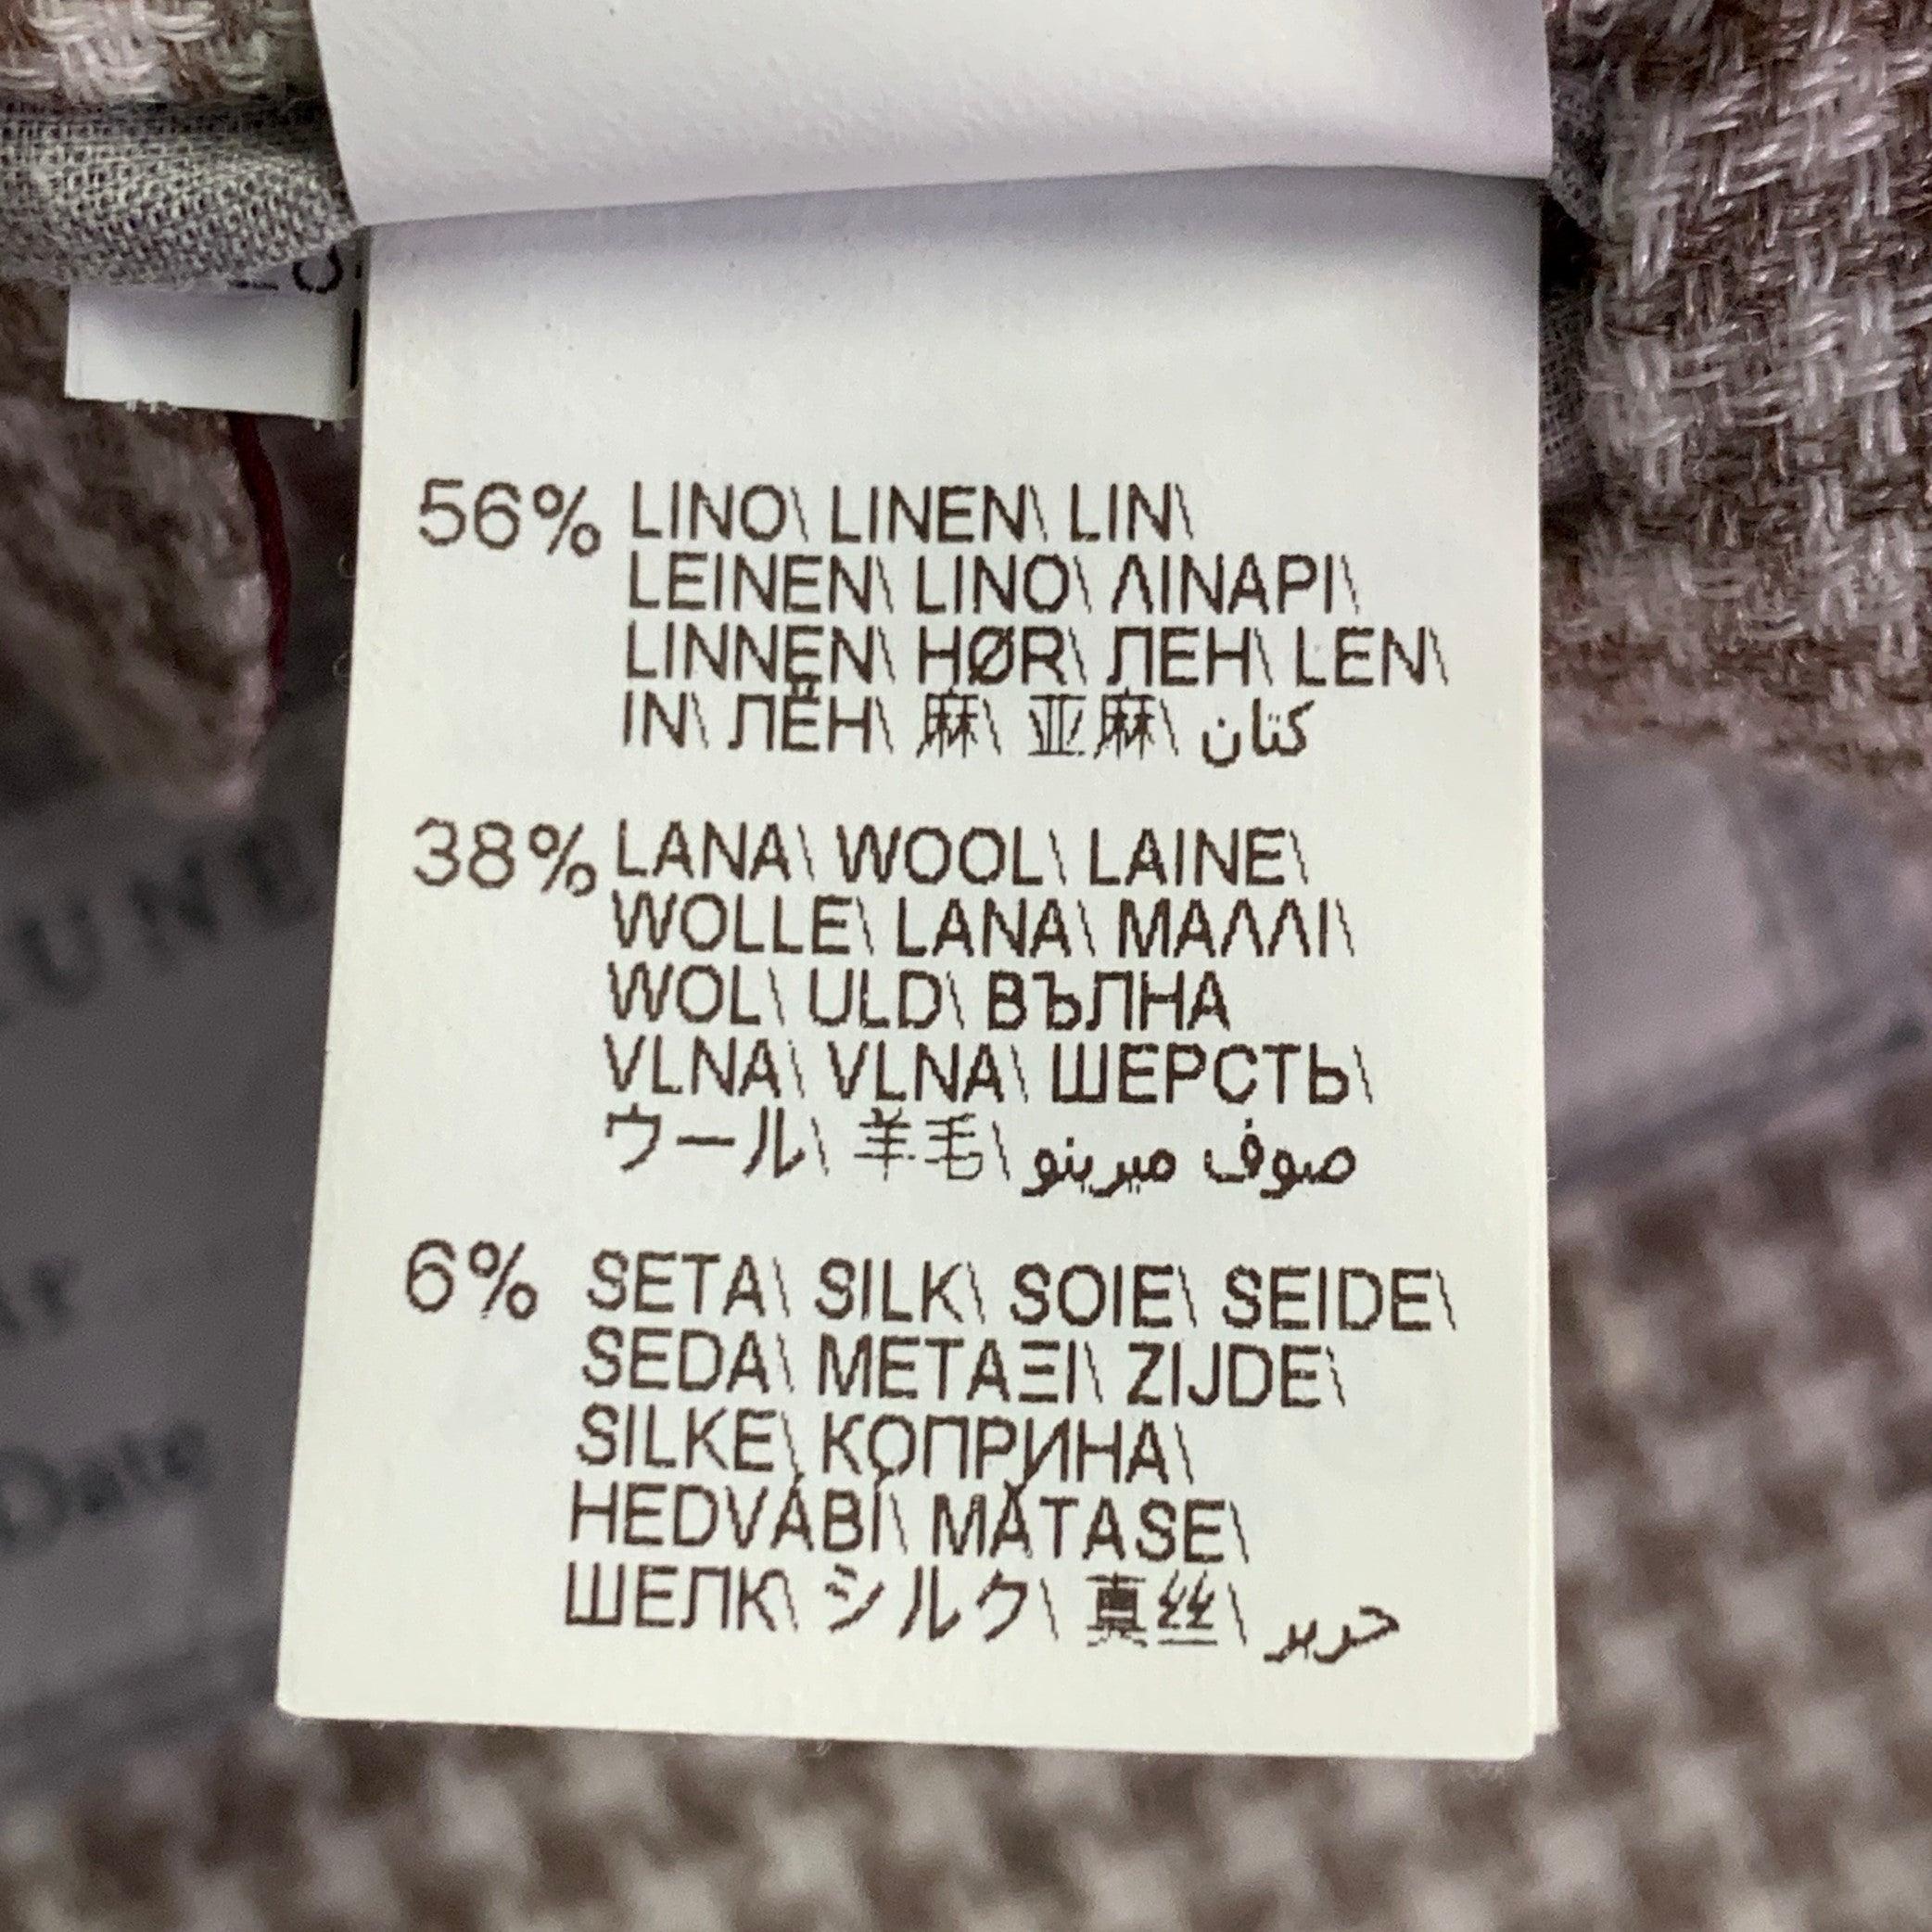 56% LINO\ LINEN\ LIN\
LEINEN\ LINO\ ΛΙΝΑΡΙ\
LINNEN\ HØR\ ЛЕН\ LEN\
IN\ ЛЁН\ 麻\ 亚麻\ كتان
38% LANA\ WOOL\ LAINE\
WOLLE\ LANA\ ΜΑΛΛΙ\
WOL\ ULD\ ВЪЛНА
VLNA\ VLNA\ ШЕРСТЬ\
ウール\ 羊毛\ صوف ميرينو
6% SETA\ SILK\ SOIE\ SEIDE\
SEDA\ ΜΕΤΑΞΙ\ ZIJDE\
SILKE\ КОПРИНА\
HEDVÁBÍ\ MĂTASE\
ШЕЛК\ シルク\ 真丝\ حرير
Date